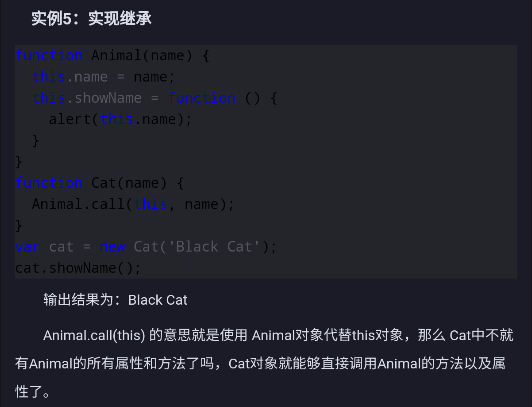 实例5：实现继承
function Animal(name) {
  this.name = name;
  this.showName = function () {
    alert(this.name);
  }
}
function Cat(name) {
  Animal.call(this, name);
}
var cat = new Cat('Black Cat');
cat.showName();
输出结果为：Black Cat
Animal.call(this) 的意思就是使用 Animal对象代替this对象，那么 Cat中不就
有Animal的所有属性和方法了吗，Cat对象就能够直接调用Animal的方法以及属
性了。